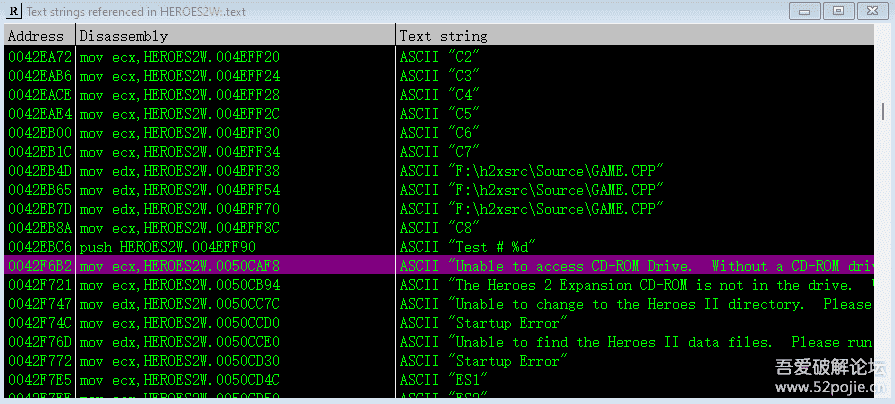 R Text strings referenced in HEROES2W:.text
Address Disassembly Text string
0042EA72 mov ecx,HEROES2W.004EFF20 ASCII "C2"
0042EAB6 mov ecx,HEROES2W.004EFF24 ASCII "C3"
0042EACE mov ecx,HEROES2W.004EFF28 ASCII "C4"
0042EAE4 mov ecx,HEROES2W.004EFF2C ASCII "C5"
0042EB00 mov ecx,HEROES2W.004EFF30 ASCII "C6"
0042EB1C mov ecx,HEROES2W.004EFF34 ASCII "C7"
0042EB4D mov edx,HEROES2W.004EFF38 ASCII "F:\h2xsrc\Source\GAME.CPP"
0042EB65 mov edx,HEROES2W.004EFF54 ASCII "F:\h2xsrc\Source\GAME.CPP"
0042EB7D mov edx,HEROES2W.004EFF70 ASCII "F:\h2xsrc\Source\GAME.CPP"
0042EB8A mov ecx,HEROES2W.004EFF8C ASCII "C8"
0042EBC6 push HEROES2W.004EFF90 ASCII "Test # %d"
0042F6B2 mov ecx,HEROES2W.0050CAF8 ASCII "Unable to access CD-ROM Drive.  Without a CD-ROM driv
0042F721 mov ecx,HEROES2W.0050CB94 ASCII "The Heroes 2 Expansion CD-ROM is not in the drive.
0042F747 mov edx,HEROES2W.0050CC7C ASCII "Unable to change to the Heroes II directory.  Please
0042F74C mov ecx,HEROES2W.0050CCD0 ASCII "Startup Error"
0042F76D mov edx,HEROES2W.0050CCE0 ASCII "Unable to find the Heroes II data files.  Please run
0042F772 mov ecx,HEROES2W.0050CD30 ASCII "Startup Error"
0042F7E5 mov ecx,HEROES2W.0050CD4C ASCII "ES1"
吾爱破解论坛
www.52pojie.cn